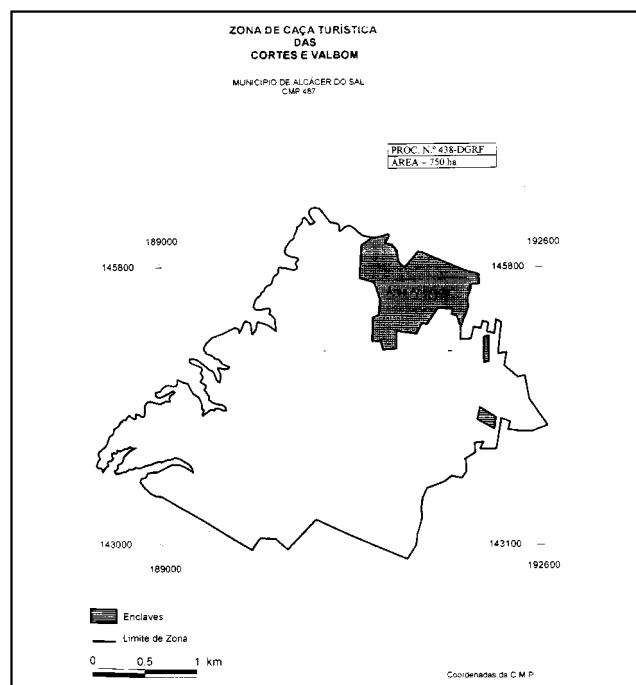 ZONA DE CAÇA TURÍSTICA
DAS
CORTES E VALBOM
MUNICIPIO DE ALCÁCER DO SAL
CMP 487
PROC. N.º 438-DGRF
ÁREA – 750 ha
189000
192600
145800
145800
143000
143100
189000
192600
Enclaves
Limite de Zona
0 0.5 1 km
Coordenadas da C M P